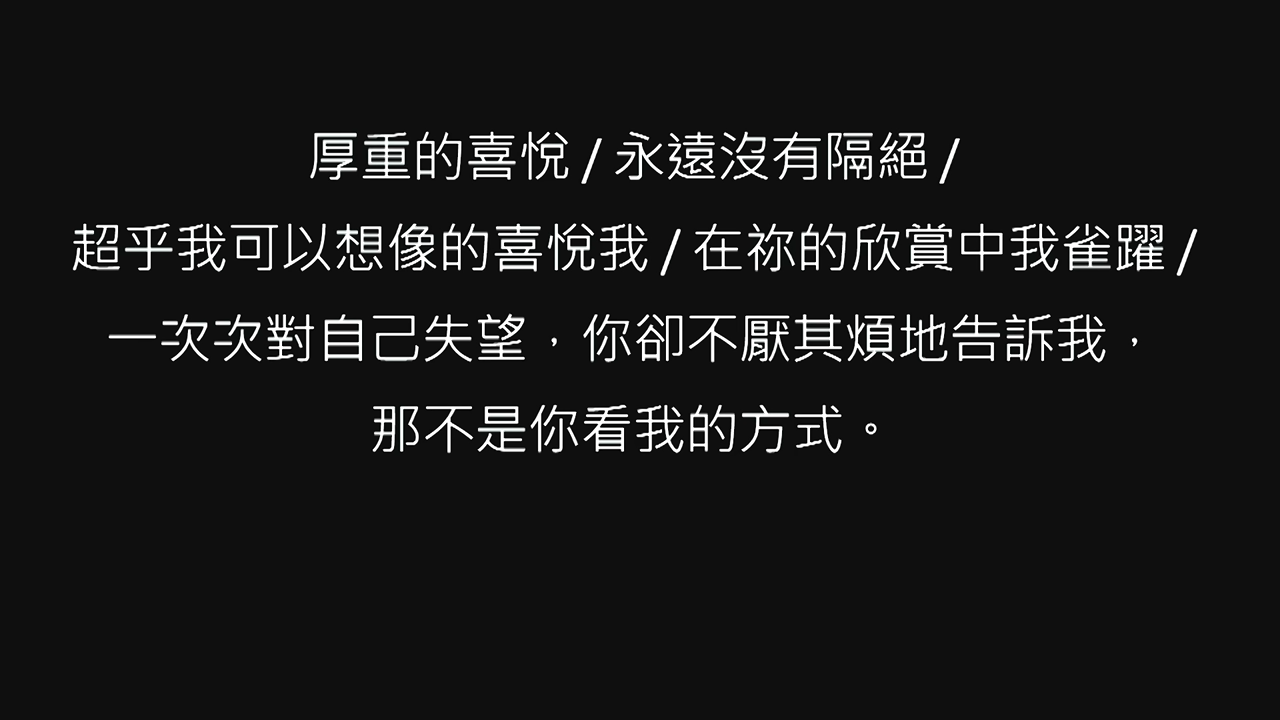 厚重的喜悅 / 永遠沒有隔絕 /
超乎我可以想像的喜悅我 / 在祢的欣賞中我雀躍 /
一次次對自己失望，你卻不厭其煩地告訴我，
那不是你看我的方式。